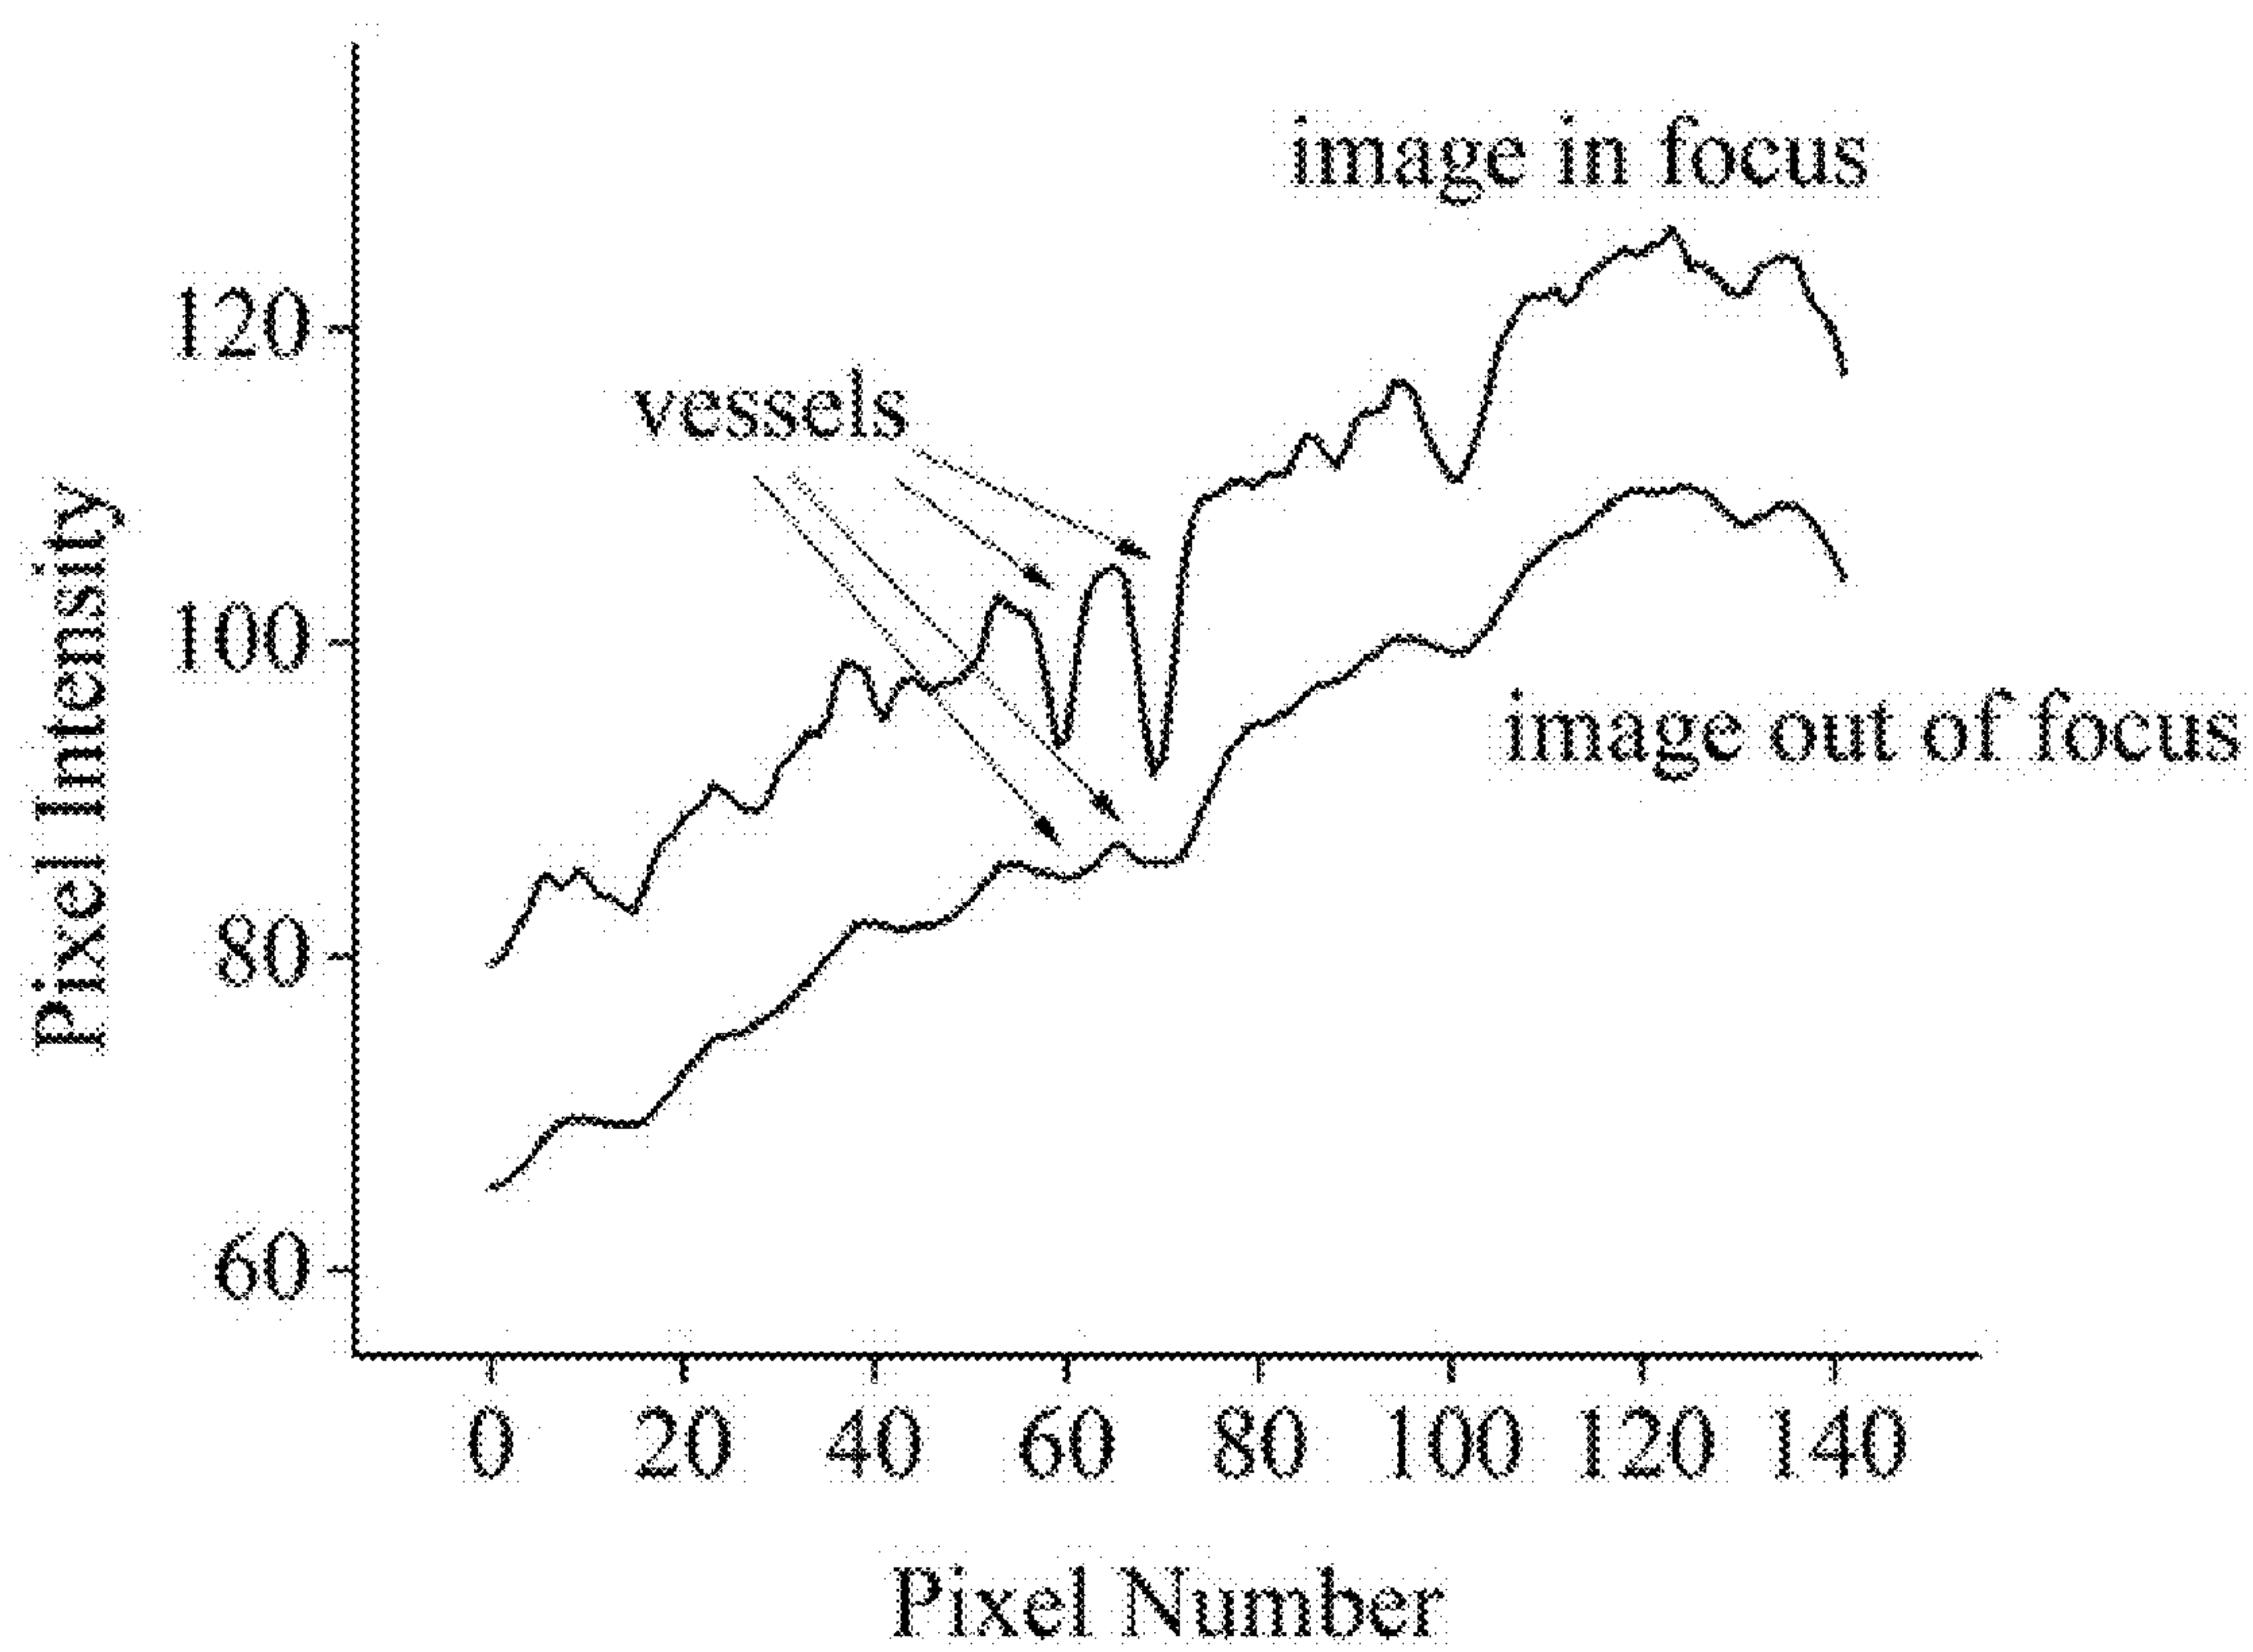 image in focus
120
vessels
100
image out of focus
80
60
Pixel Intensity
0 20 40 60 80 100 120 140
Pixel Number